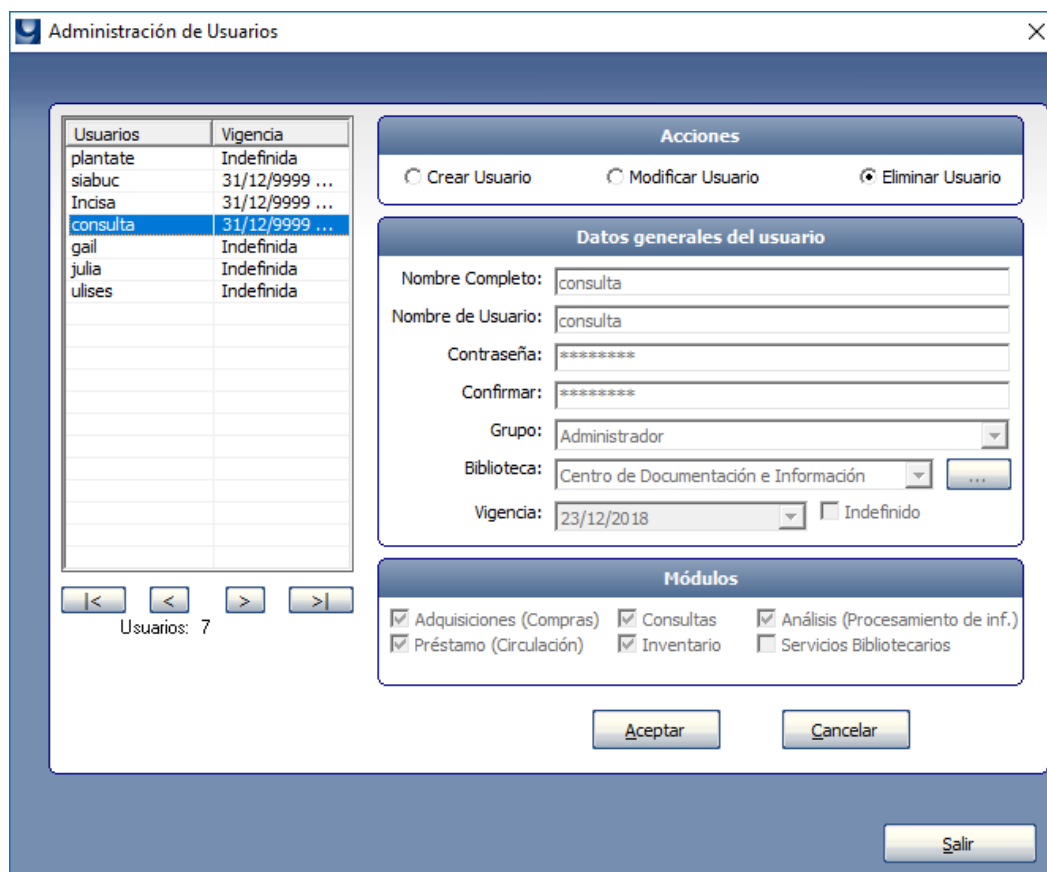 Administración de Usuarios
Usuarios Vigencia
plantate Indefinida
siabuc 31/12/9999 ...
Incisa 31/12/9999 ...
consulta 31/12/9999 ...
gail Indefinida
julia Indefinida
ulises Indefinida
|< < > >|
Usuarios: 7
Acciones
Crear Usuario Modificar Usuario Eliminar Usuario
Datos generales del usuario
Nombre Completo: consulta
Nombre de Usuario: consulta
Contraseña: ********
Confirmar: ********
Grupo: Administrador
Biblioteca: Centro de Documentación e Información ...
Vigencia: 23/12/2018 Indefinido
Módulos
Adquisiciones (Compras) Consultas Análisis (Procesamiento de inf.)
Préstamo (Circulación) Inventario Servicios Bibliotecarios
Aceptar Cancelar
Salir